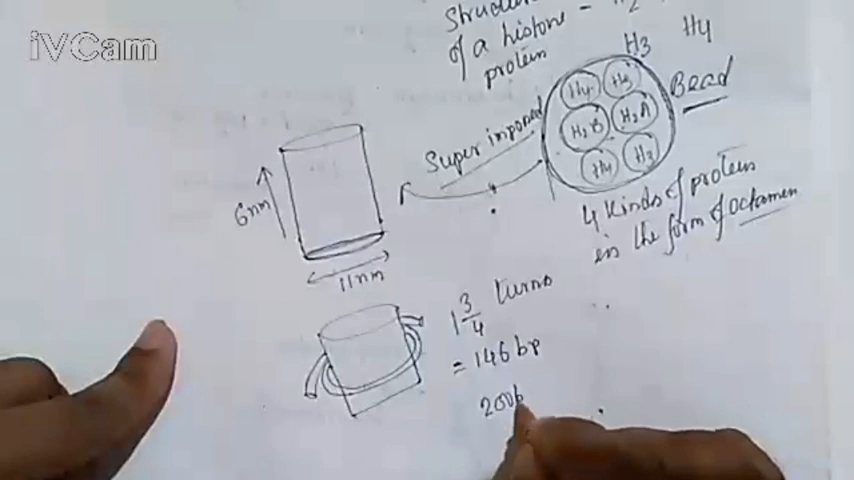 iVCam
of a histone -
protein
H3
H4
Bead
H4 H3
H2B H2A
H4 H3
Super imposed
6nm
11nm
4 kinds of protein
in the form of octamer
1 3/4 turns
= 146 bp
200b